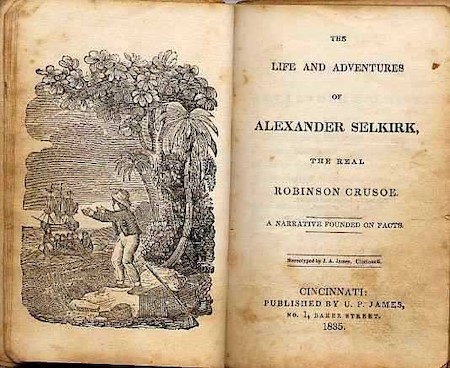 THE
LIFE AND ADVENTURES
OF
ALEXANDER SELKIRK,
THE REAL
ROBINSON CRUSOE.
A NARRATIVE FOUNDED ON FACTS.
Stereotyped by J. A. James, Cincinnati.
CINCINNATI:
PUBLISHED BY U. P. JAMES,
NO. 1, BAKER STREET.
1835.